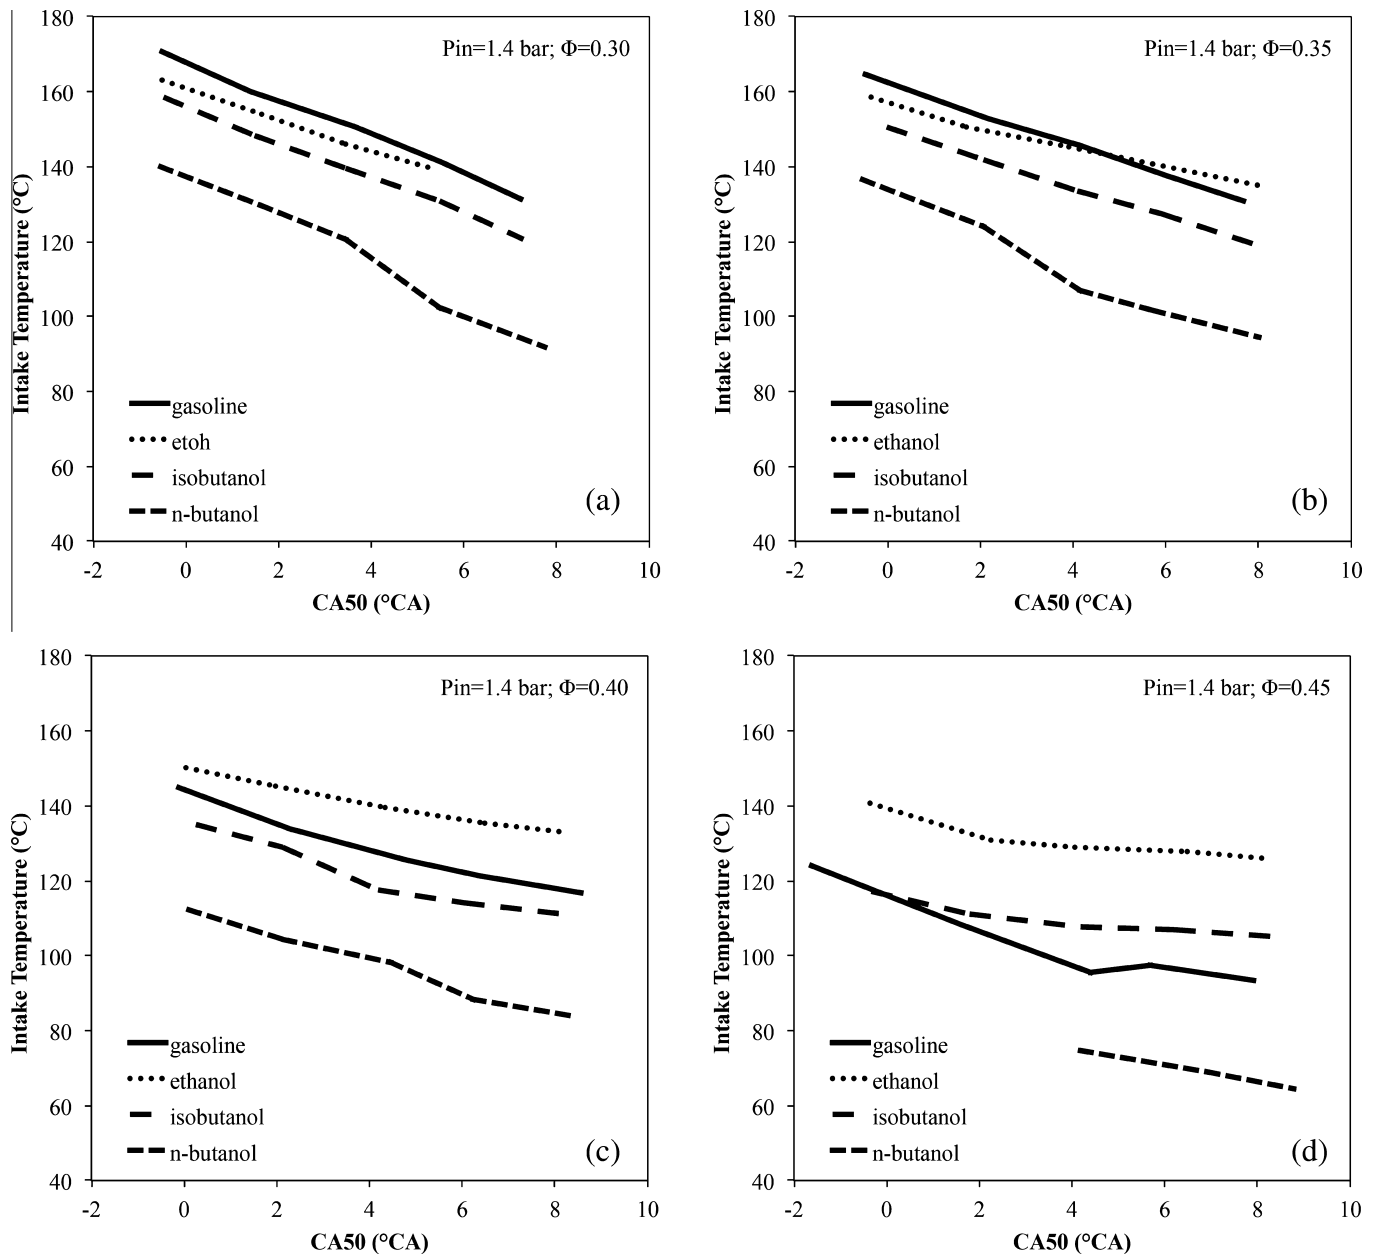 180
160
140
120
100
80
60
40
Intake Temperature (°C)
Pin=1.4 bar; Φ=0.30
gasoline
etoh
isobutanol
n-butanol
(a)
-2 0 2 4 6 8 10
CA50 (°CA)
180
160
140
120
100
80
60
40
Intake Temperature (°C)
Pin=1.4 bar; Φ=0.35
gasoline
ethanol
isobutanol
n-butanol
(b)
-2 0 2 4 6 8 10
CA50 (°CA)
180
160
140
120
100
80
60
40
Intake Temperature (°C)
Pin=1.4 bar; Φ=0.40
gasoline
ethanol
isobutanol
n-butanol
(c)
-2 0 2 4 6 8 10
CA50 (°CA)
180
160
140
120
100
80
60
40
Intake Temperature (°C)
Pin=1.4 bar; Φ=0.45
gasoline
ethanol
isobutanol
n-butanol
(d)
-2 0 2 4 6 8 10
CA50 (°CA)